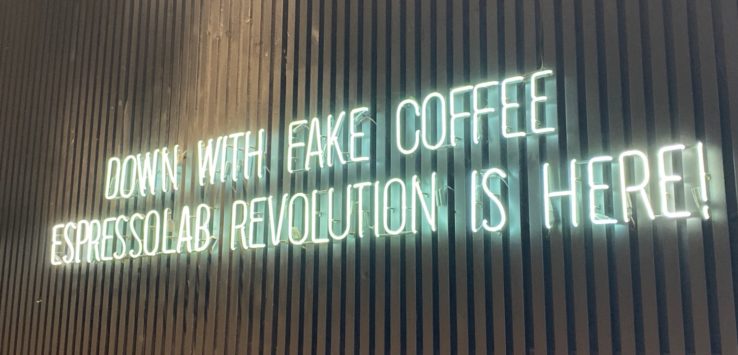 DOWN WITH FAKE COFFEE
ESPRESSOLAB REVOLUTION IS HERE!